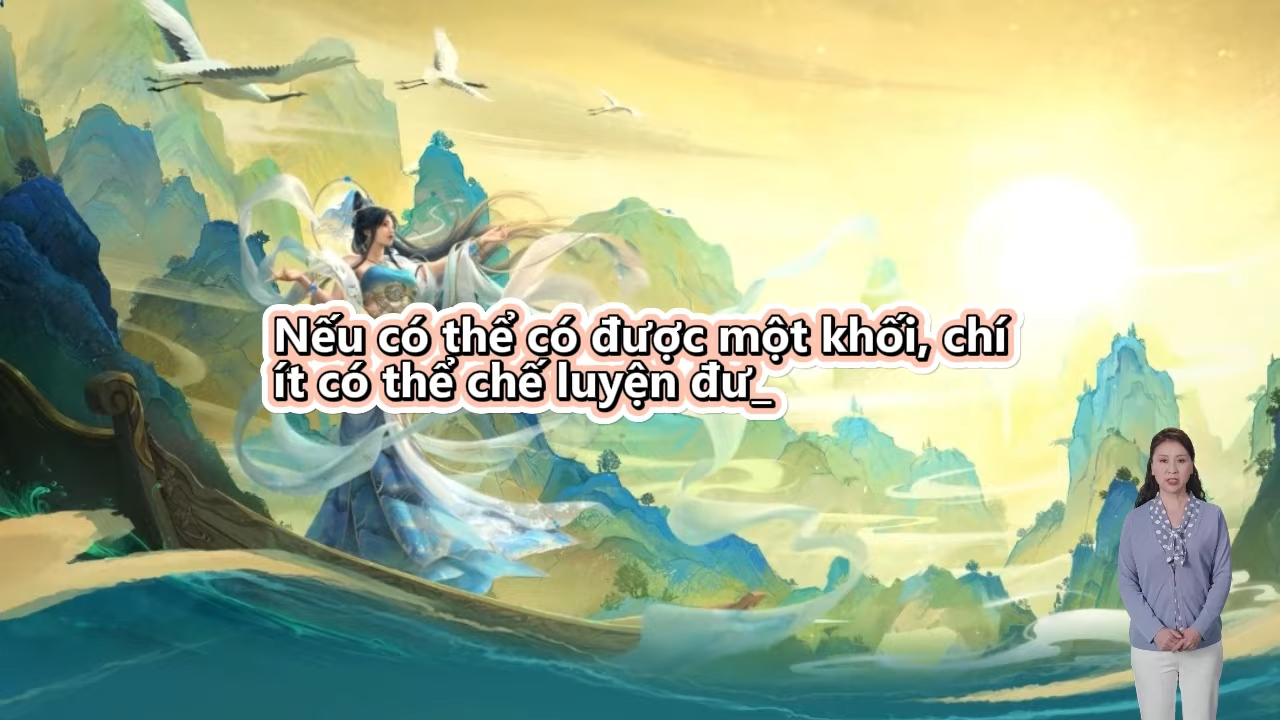 Nếu có thể có được một khối, chí
ít có thể chế luyện đư_